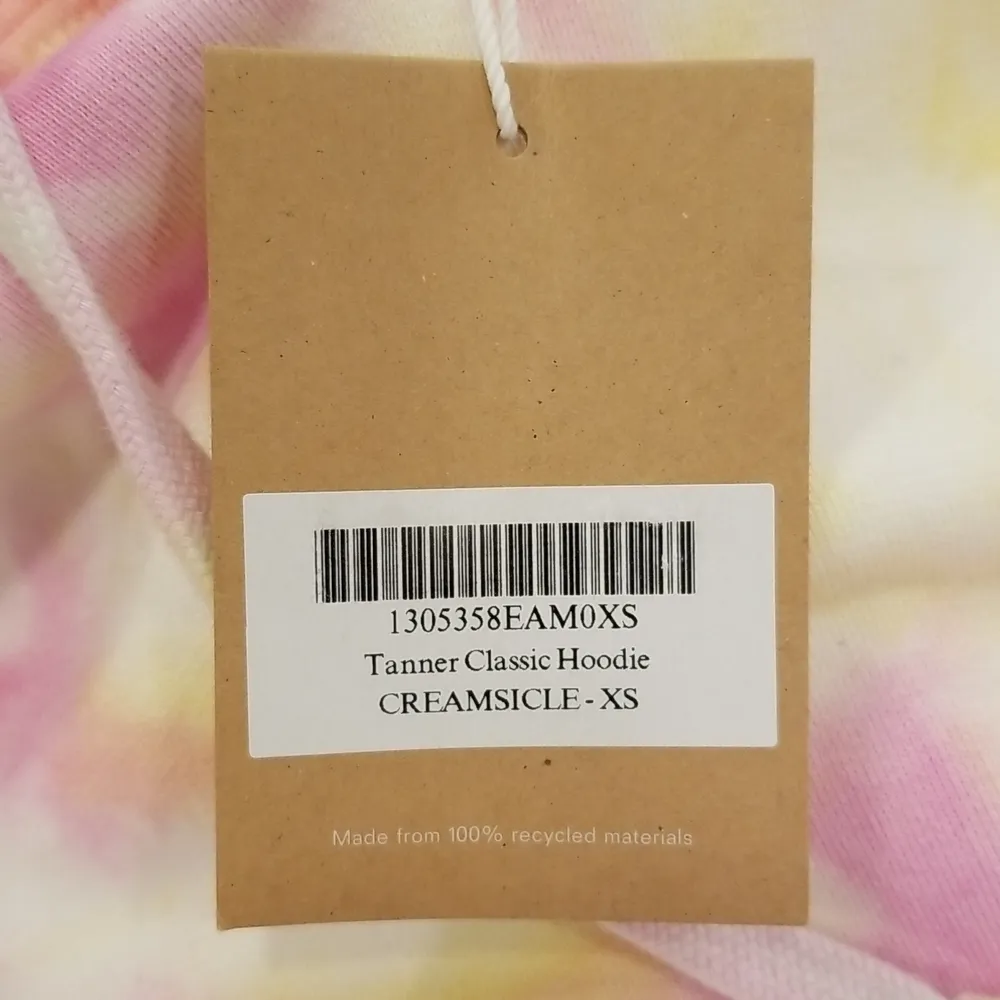 1305358EAM0XS
Tanner Classic Hoodie
CREAMSICLE - XS
Made from 100% recycled materials